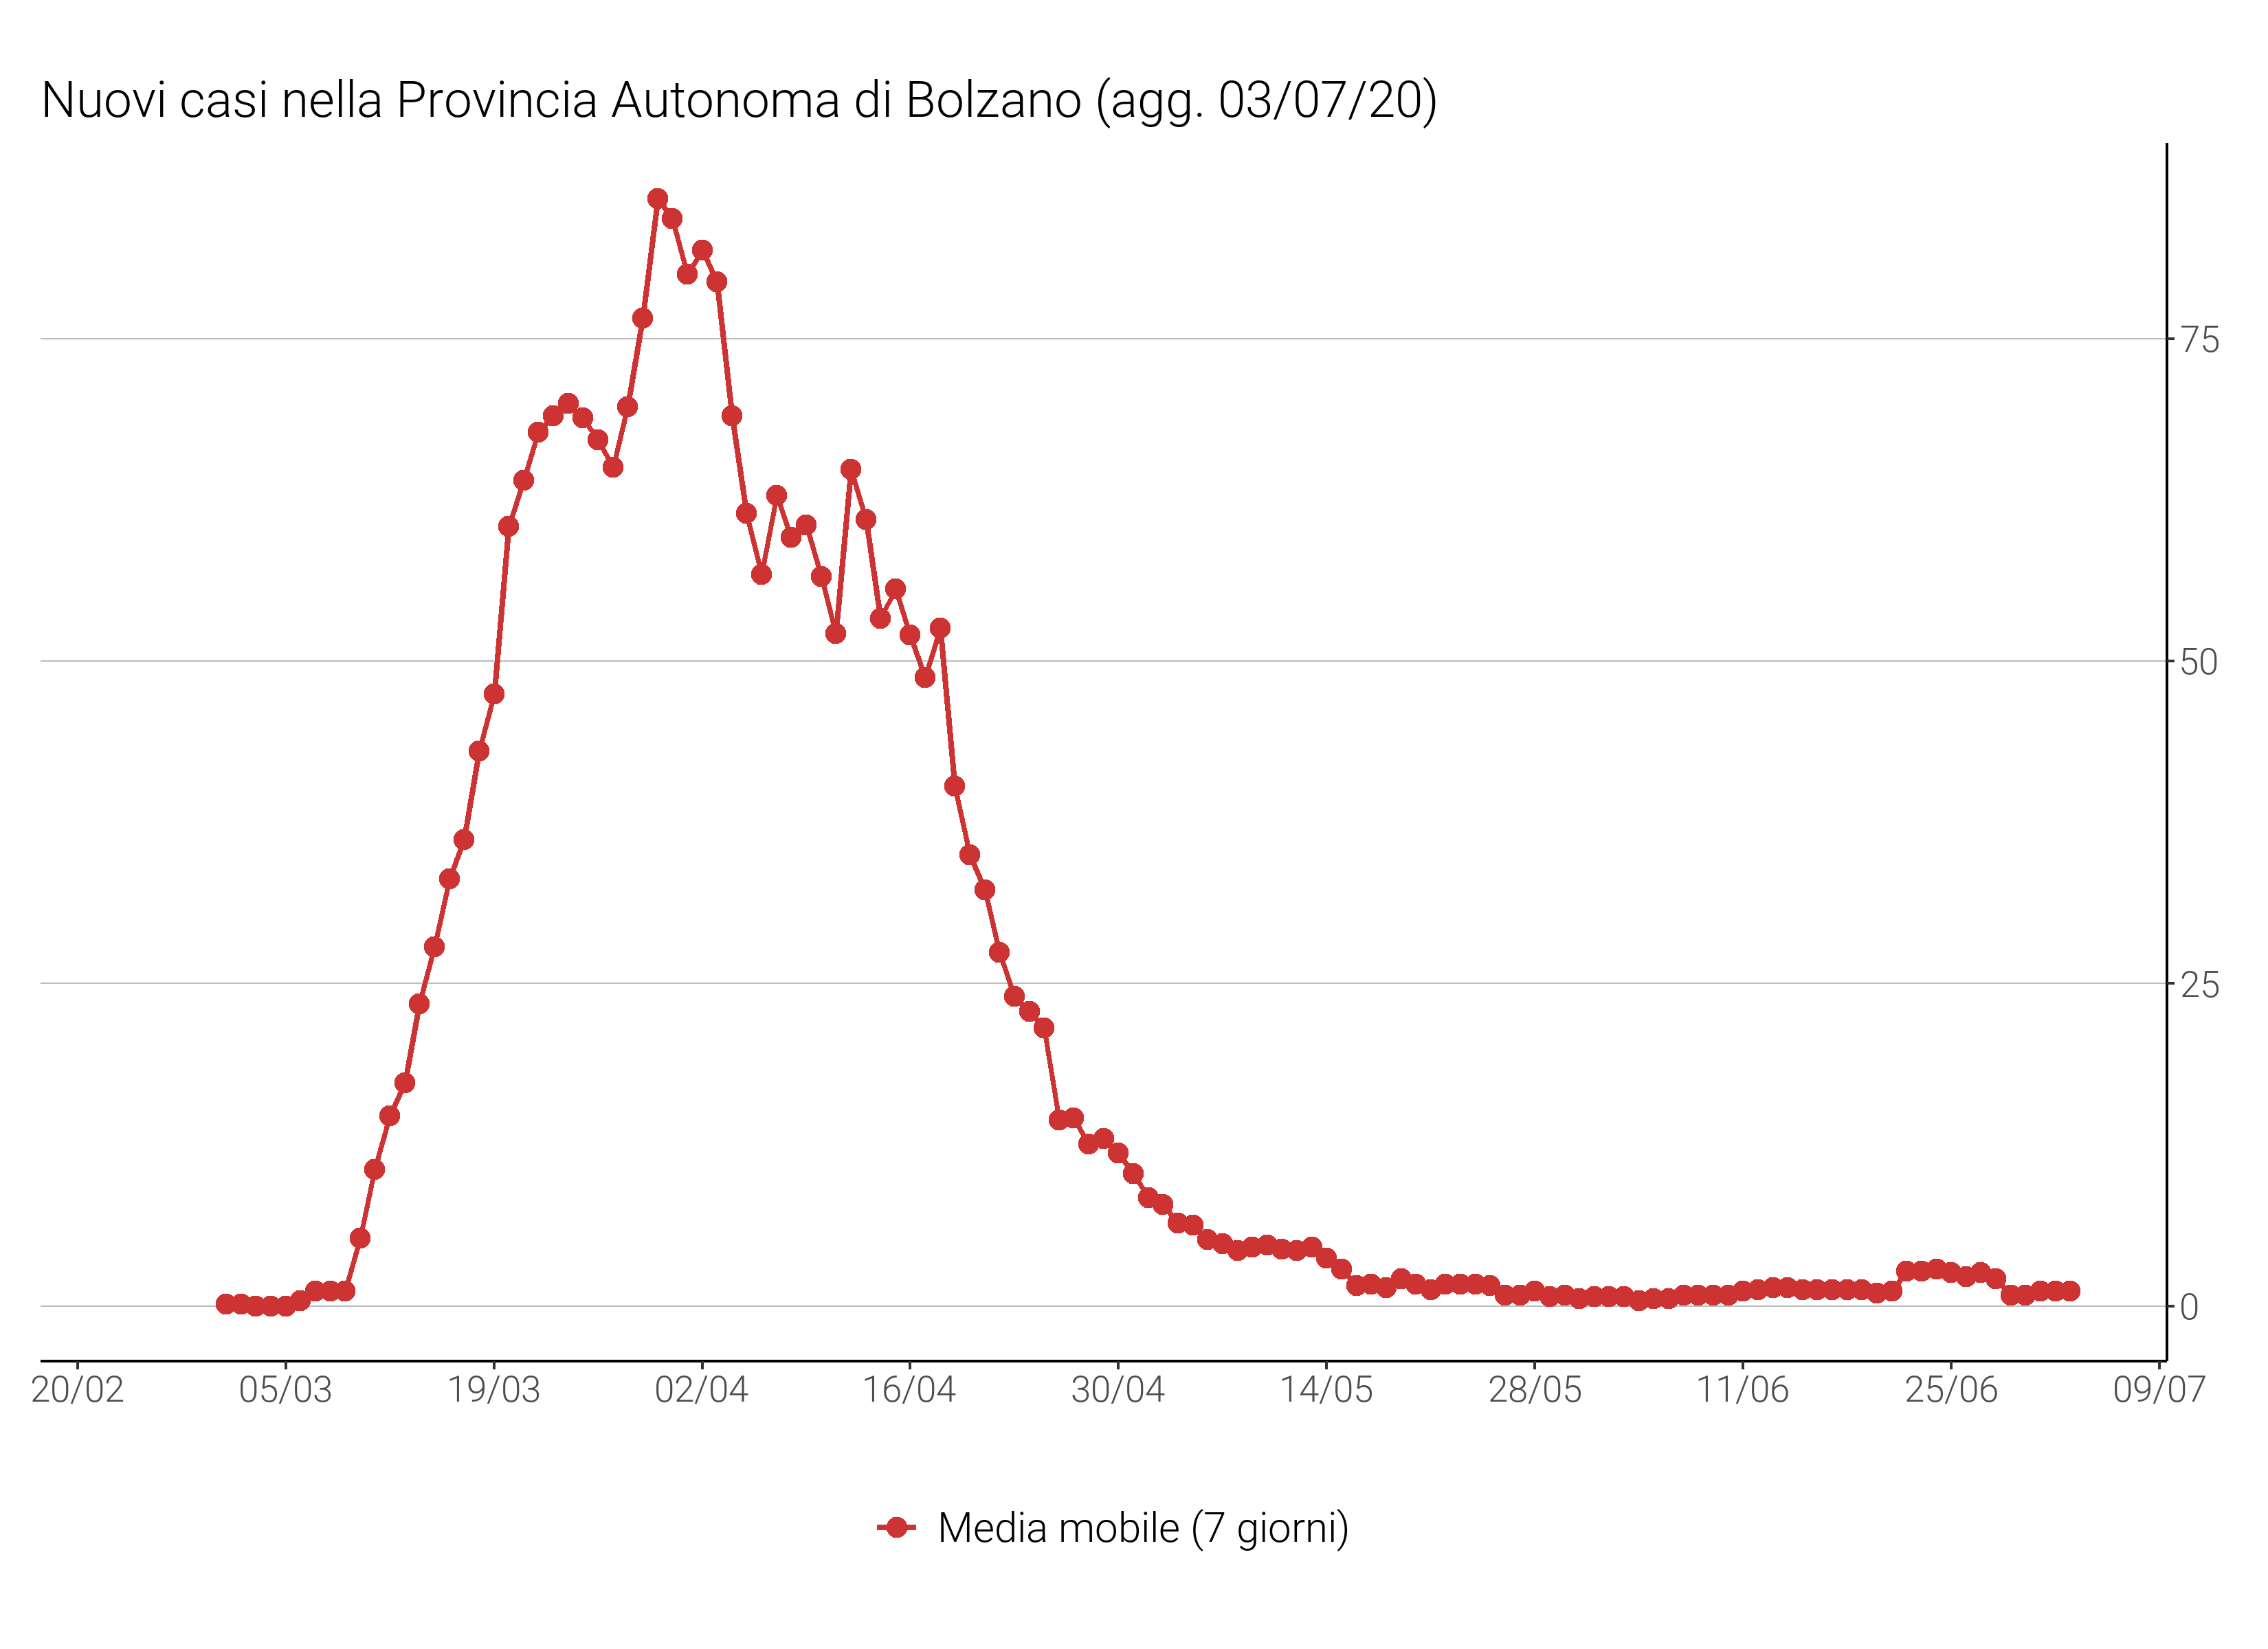 Nuovi casi nella Provincia Autonoma di Bolzano (agg. 03/07/20)
75
50
25
0
20/02 05/03 19/03 02/04 16/04 30/04 14/05 28/05 11/06 25/06 09/07
Media mobile (7 giorni)